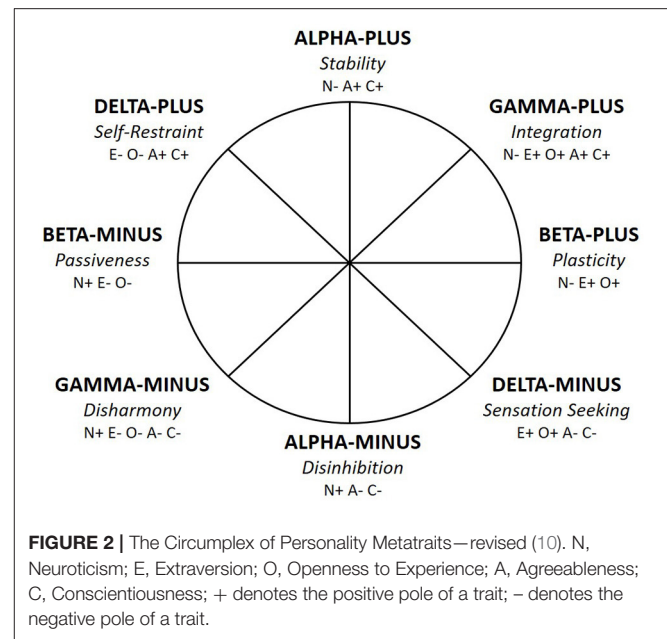 ALPHA-PLUS
Stability
N- A+ C+
DELTA-PLUS
Self-Restraint
E- O- A+ C+
GAMMA-PLUS
Integration
N- E+ O+ A+ C+
BETA-MINUS
Passiveness
N+ E- O-
BETA-PLUS
Plasticity
N- E+ O+
GAMMA-MINUS
Disharmony
N+ E- O- A- C-
DELTA-MINUS
Sensation Seeking
E+ O+ A- C-
ALPHA-MINUS
Disinhibition
N+ A- C-
FIGURE 2 | The Circumplex of Personality Metatraits—revised (10). N,
Neuroticism; E, Extraversion; O, Openness to Experience; A, Agreeableness;
C, Conscientiousness; + denotes the positive pole of a trait; – denotes the
negative pole of a trait.